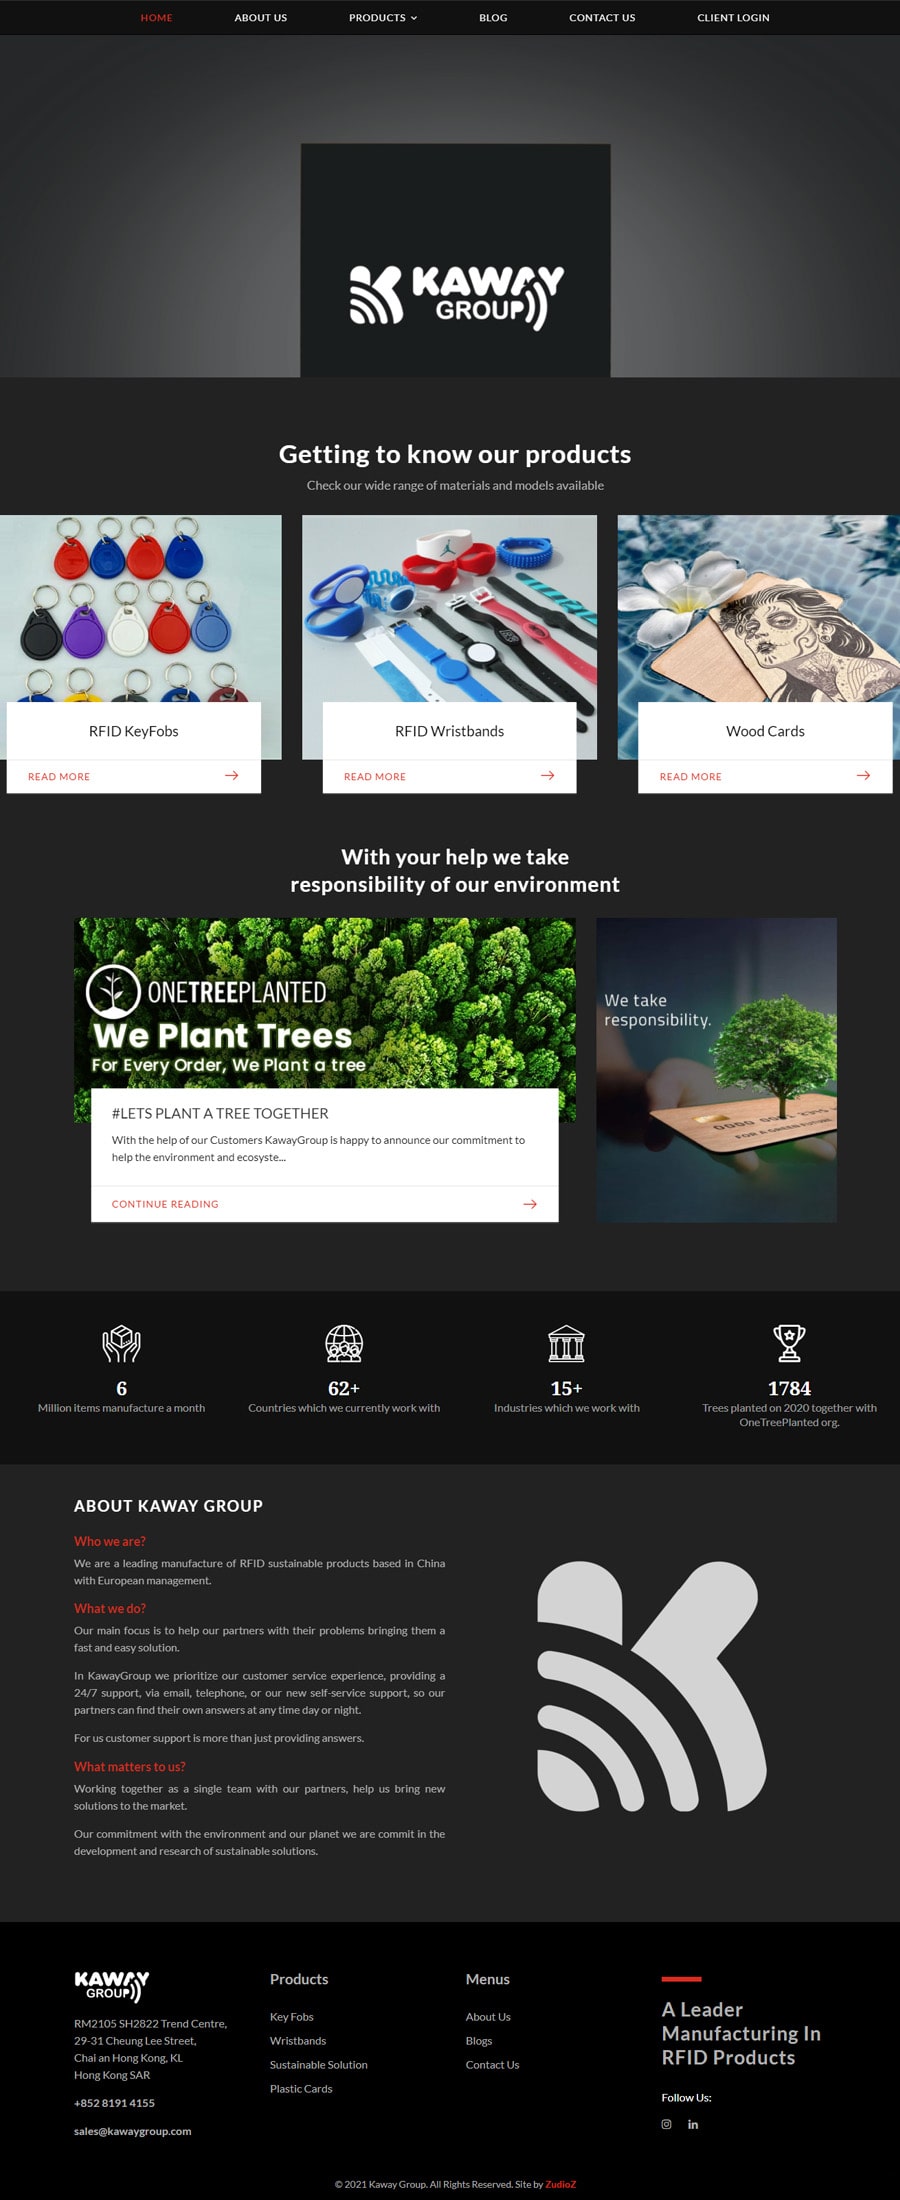 HOME ABOUT US PRODUCTS BLOG CONTACT US CLIENT LOGIN
KAWAY
GROUP
Getting to know our products
Check our wide range of materials and models available
RFID KeyFobs
READ MORE
RFID Wristbands
READ MORE
Wood Cards
READ MORE
With your help we take
responsibility of our environment
ONETREEPLANTED
We Plant Trees
For Every Order, We Plant a tree
#LETS PLANT A TREE TOGETHER
With the help of our Customers KawayGroup is happy to announce our commitment to
help the environment and ecosyste...
CONTINUE READING
We take
responsibility.
FOR A GREEN FUTURE
6
Million items manufacture a month
62+
Countries which we currently work with
15+
Industries which we work with
1784
Trees planted on 2020 together with
OneTreePlanted org.
ABOUT KAWAY GROUP
Who we are?
We are a leading manufacture of RFID sustainable products based in China
with European management.
What we do?
Our main focus is to help our partners with their problems bringing them a
fast and easy solution.
In KawayGroup we prioritize our customer service experience, providing a
24/7 support, via email, telephone, or our new self-service support, so our
partners can find their own answers at any time day or night.
For us customer support is more than just providing answers.
What matters to us?
Working together as a single team with our partners, help us bring new
solutions to the market.
Our commitment with the environment and our planet we are commit in the
development and research of sustainable solutions.
KAWAY
GROUP
RM2105 SH2822 Trend Centre,
29-31 Cheung Lee Street,
Chai an Hong Kong, KL
Hong Kong SAR
+852 8191 4155
sales@kawaygroup.com
Products
Key Fobs
Wristbands
Sustainable Solution
Plastic Cards
Menus
About Us
Blogs
Contact Us
A Leader
Manufacturing In
RFID Products
Follow Us:
© 2021 Kaway Group. All Rights Reserved. Site by ZudioZ